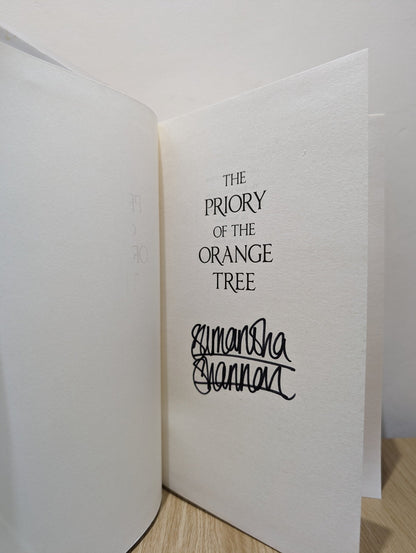 THE
PRIORY
OF THE
ORANGE
TREE
Samantha
Shannon